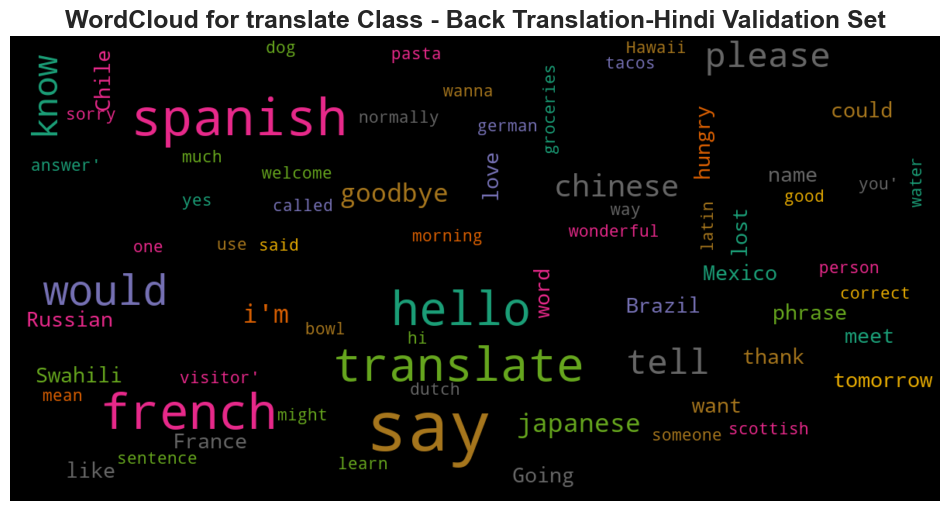 WordCloud for translate Class - Back Translation-Hindi Validation Set
dog
pasta
Hawaii
please
know
Chile
tacos
wanna
groceries
sorry
spanish
normally
german
hungry
could
answer'
much
welcome
love
chinese
name
you'
water
yes
called
goodbye
way
good
latin
lost
one
use
said
morning
wonderful
Mexico
person
would
hello
word
Brazil
correct
Russian
i'm
bowl
hi
phrase
meet
translate
tell
thank
Swahili
visitor'
dutch
tomorrow
mean
french
might
say
japanese
want
someone
scottish
France
like
sentence
learn
Going